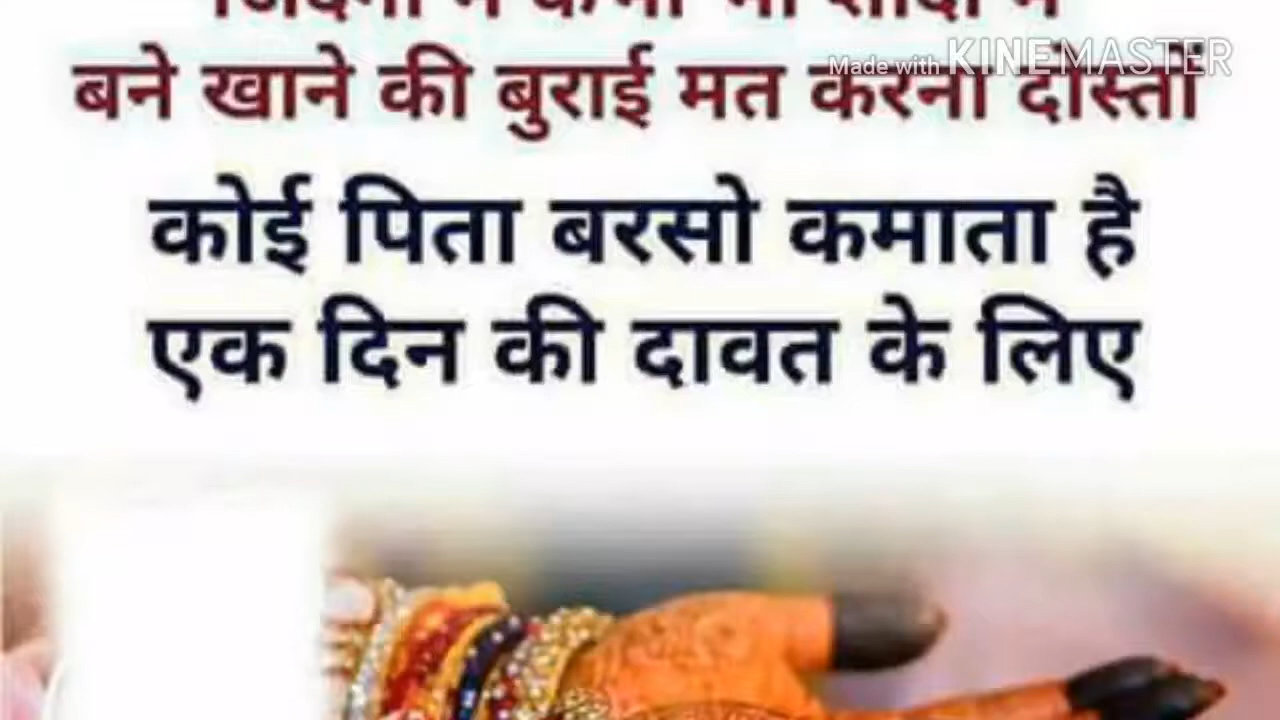 बने खाने की बुराई मत करना दोस्तों
Made with KINEMASTER
कोई पिता बरसो कमाता है
एक दिन की दावत के लिए